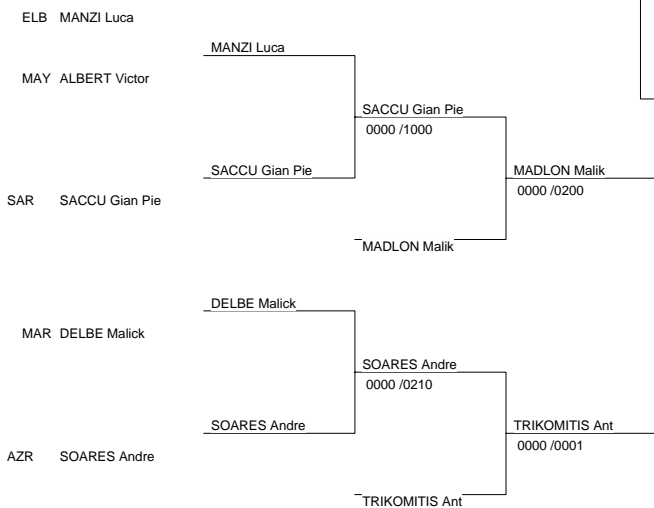 ELB MANZI Luca
MANZI Luca
MAY ALBERT Victor
SACCU Gian Pie
0000 /1000
SACCU Gian Pie
MADLON Malik
0000 /0200
SAR SACCU Gian Pie
MADLON Malik
DELBE Malick
MAR DELBE Malick
SOARES Andre
0000 /0210
SOARES Andre
TRIKOMITIS Ant
0000 /0001
AZR SOARES Andre
TRIKOMITIS Ant